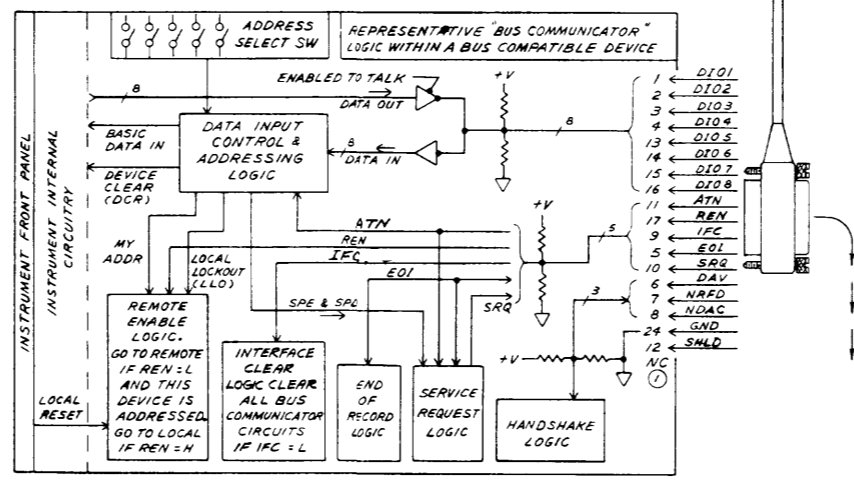 ADDRESS
SELECT SW
REPRESENTATIVE "BUS COMMUNICATOR"
LOGIC WITHIN A BUS COMPATIBLE DEVICE
INSTRUMENT FRONT PANEL
INSTRUMENT INTERNAL
CIRCUITRY
ENABLED TO TALK
8
DATA OUT
+V
8
BASIC
DATA IN
DATA INPUT
CONTROL &
ADDRESSING
LOGIC
8
DATA IN
DEVICE
CLEAR
(DCR)
1 DIO1
2 DIO2
3 DIO3
4 DIO4
13 DIO5
14 DIO6
15 DIO7
16 DIO8
11 ATN
17 REN
9 IFC
5 EOI
10 SRQ
6 DAV
7 NRFD
8 NDAC
24 GND
12 SHLD
NC
1
+V
5
3
+V
ATN
REN
IFC
EOI
SRQ
MY
ADDR
LOCAL
LOCKOUT
(LLO)
SPE & SPD
LOCAL
RESET
REMOTE
ENABLE
LOGIC.
GO TO REMOTE
IF REN=L
AND THIS
DEVICE IS
ADDRESSED.
GO TO LOCAL
IF REN=H
INTERFACE
CLEAR
LOGIC CLEAR
ALL BUS
COMMUNICATOR
CIRCUITS
IF IFC=L
END
OF
RECORD
LOGIC
SERVICE
REQUEST
LOGIC
HANDSHAKE
LOGIC